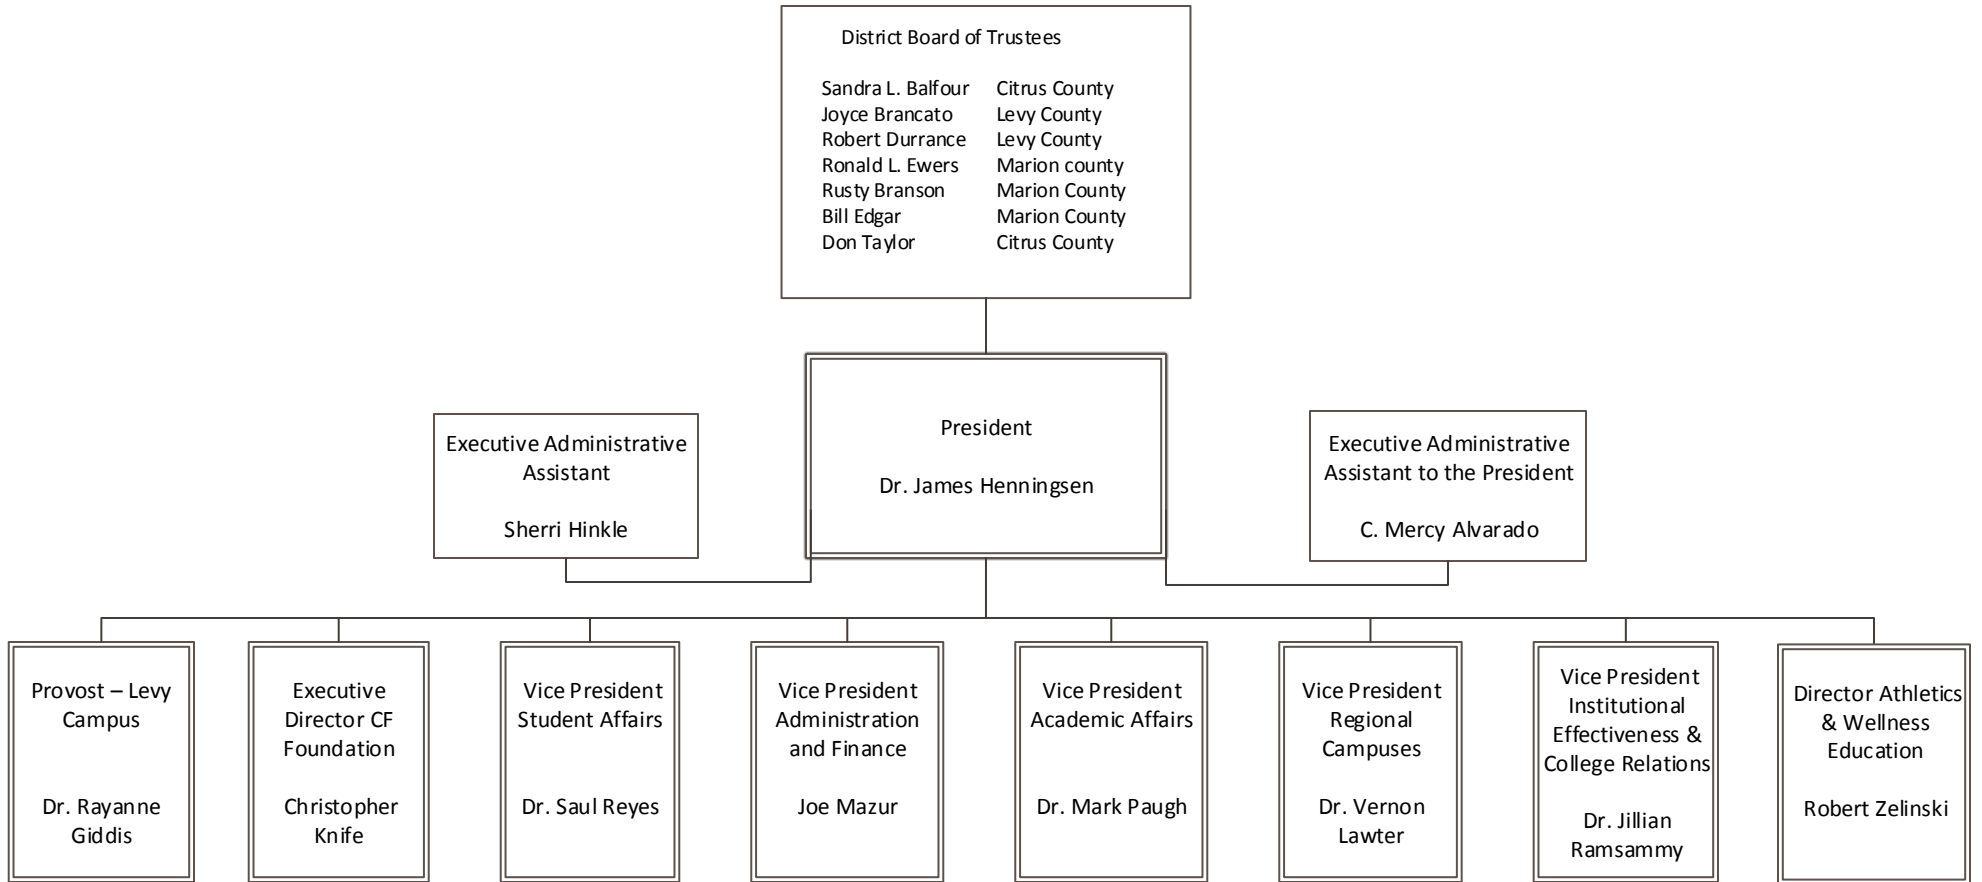 District Board of Trustees
Sandra L. Balfour Citrus County
Joyce Brancato Levy County
Robert Durrance Levy County
Ronald L. Ewers Marion county
Rusty Branson Marion County
Bill Edgar Marion County
Don Taylor Citrus County
President
Dr. James Henningsen
Executive Administrative
Assistant
Sherri Hinkle
Executive Administrative
Assistant to the President
C. Mercy Alvarado
Provost – Levy
Campus
Dr. Rayanne
Giddis
Executive
Director CF
Foundation
Christopher
Knife
Vice President
Student Affairs
Dr. Saul Reyes
Vice President
Administration
and Finance
Joe Mazur
Vice President
Academic Affairs
Dr. Mark Paugh
Vice President
Regional
Campuses
Dr. Vernon
Lawter
Vice President
Institutional
Effectiveness &
College Relations
Dr. Jillian
Ramsammy
Director Athletics
& Wellness
Education
Robert Zelinski